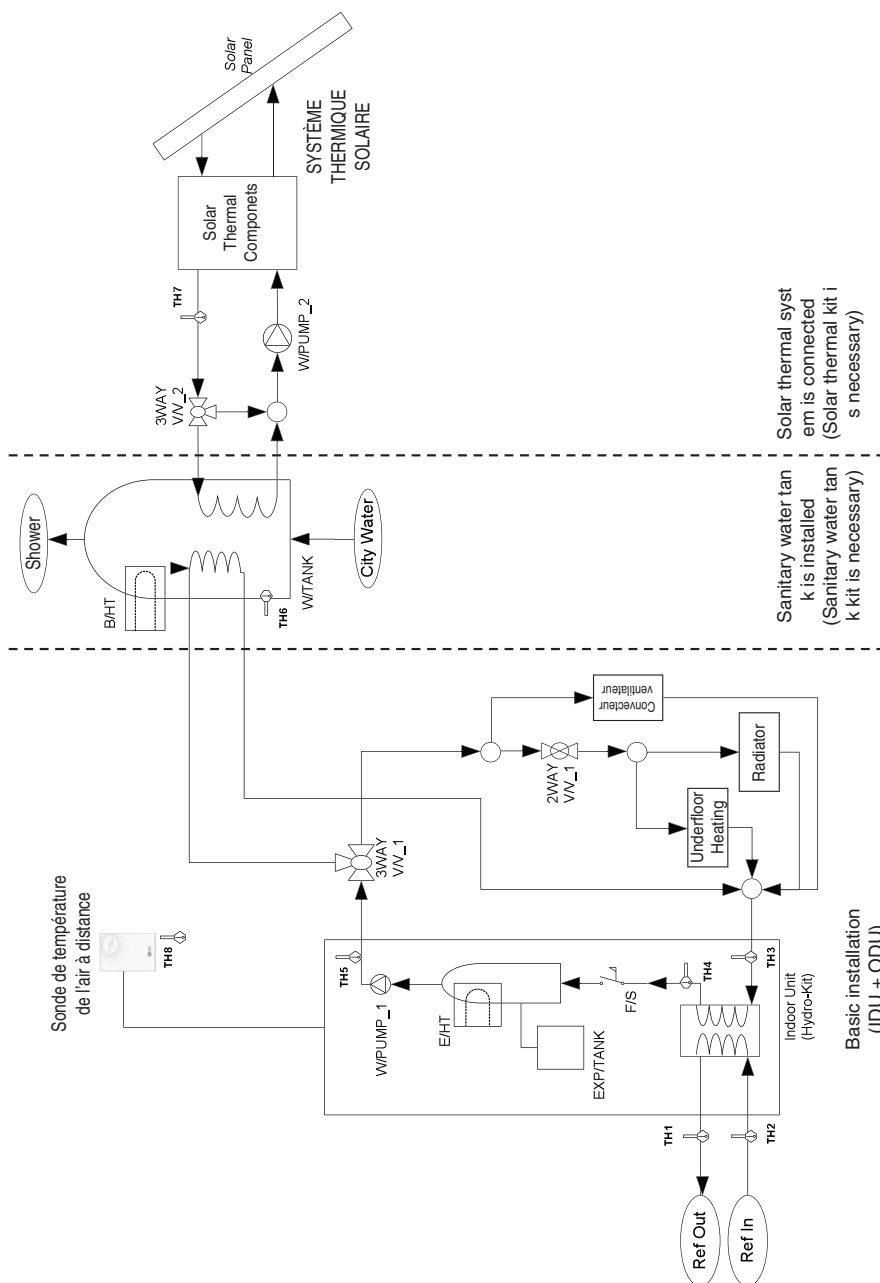 Solar
Panel
SYSTÈME
THERMIQUE
SOLAIRE
Solar
Thermal
Componets
TH7
W/PUMP_2
3WAY
V/V_2
Solar thermal syst
em is connected
(Solar thermal kit i
s necessary)
Shower
City Water
B/HT
W/TANK
TH6
Sanitary water tan
k is installed
(Sanitary water tan
k kit is necessary)
Sonde de température
de l'air à distance
TH8
3WAY
V/V_1
2WAY
V/V_1
Convecteur
ventilateur
Radiator
Underfloor
Heating
TH5
W/PUMP_1
E/HT
EXP/TANK
F/S
TH4
TH3
Indoor Unit
(Hydro-Kit)
TH1
TH2
Ref Out
Ref In
Basic installation
(IDU + ODU)